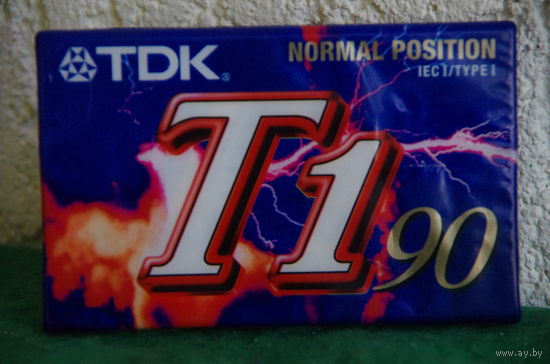 TDK®
NORMAL POSITION
IEC I/TYPE I
T1
90
www.ay.by